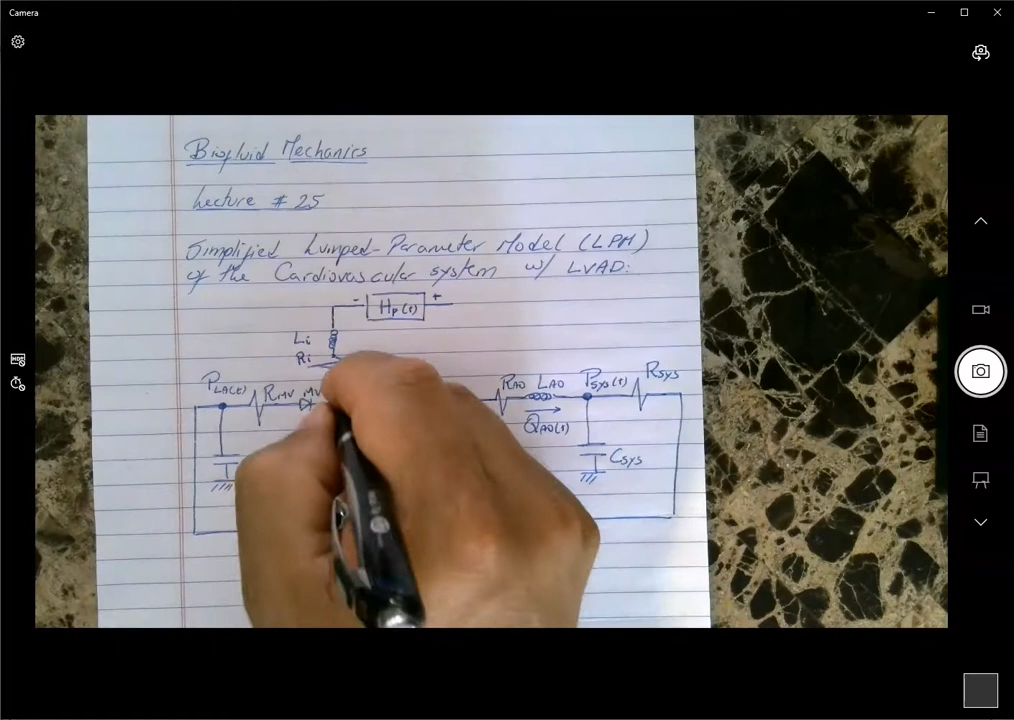 Camera
Biofluid Mechanics
Lecture # 25
Simplified Lumped-Parameter Model (LPM)
of the Cardiovascular system w/ LVAD:
- Hp(t) +
Li
Ri
PLA(t) RMV MV RAO LAO PSYS(t) RSYS
QAO(t)
CSYS